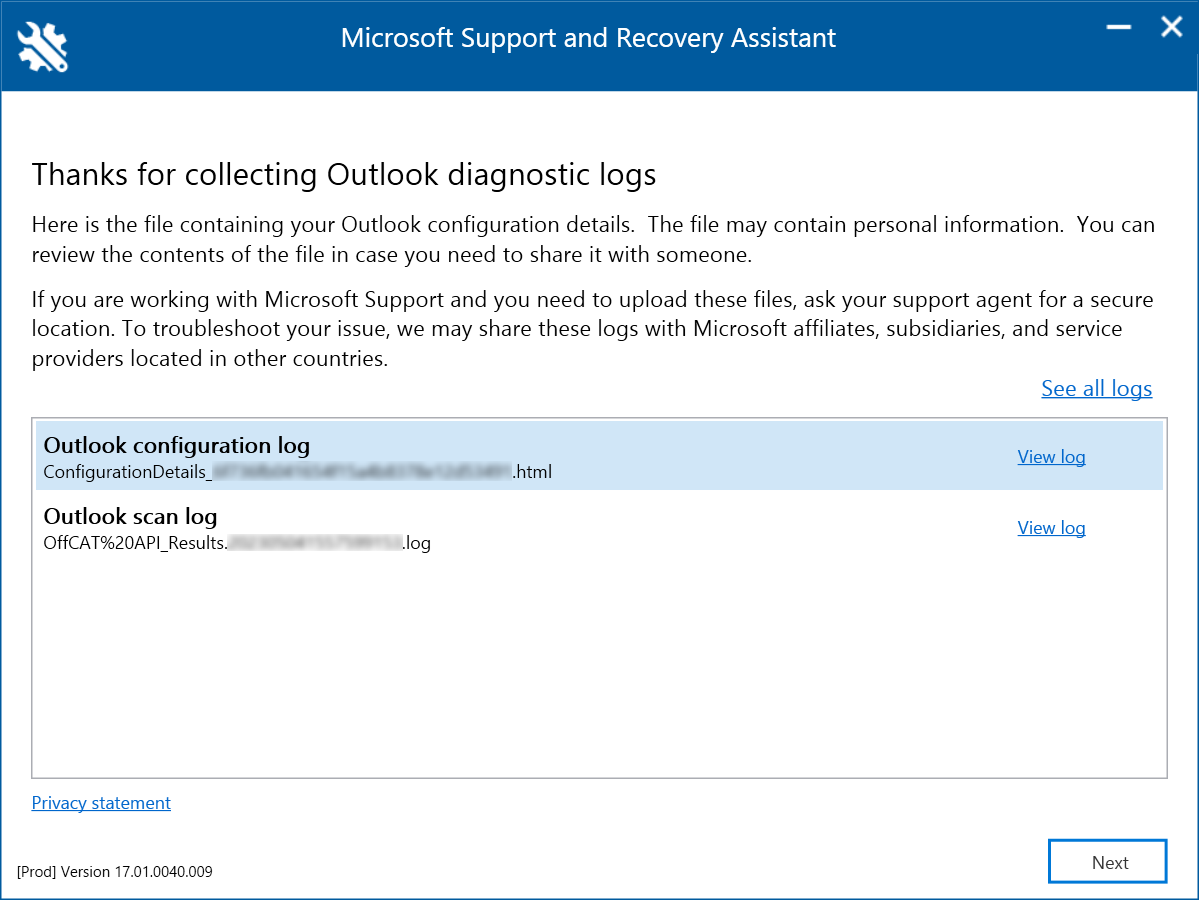 Microsoft Support and Recovery Assistant
Thanks for collecting Outlook diagnostic logs
Here is the file containing your Outlook configuration details.  The file may contain personal information.  You can
review the contents of the file in case you need to share it with someone.
If you are working with Microsoft Support and you need to upload these files, ask your support agent for a secure
location. To troubleshoot your issue, we may share these logs with Microsoft affiliates, subsidiaries, and service
providers located in other countries.
See all logs
Outlook configuration log
View log
ConfigurationDetails_ .html
Outlook scan log
View log
OffCAT%20API_Results. .log
Privacy statement
Next
[Prod] Version 17.01.0040.009